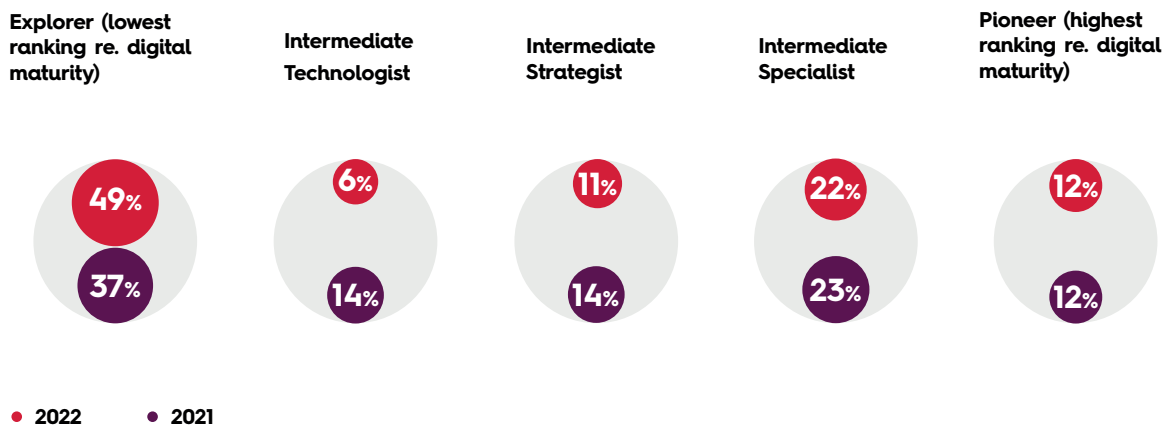 Explorer (lowest
ranking re. digital
maturity)
Intermediate
Technologist
Intermediate
Strategist
Intermediate
Specialist
Pioneer (highest
ranking re. digital
maturity)
49%
6%
11%
22%
12%
37%
14%
14%
23%
12%
2022
2021